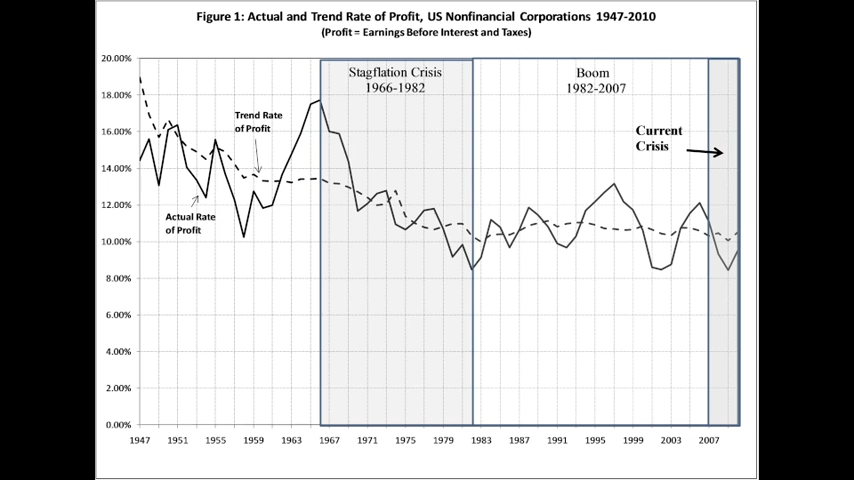 Figure 1: Actual and Trend Rate of Profit, US Nonfinancial Corporations 1947-2010
(Profit = Earnings Before Interest and Taxes)
20.00%
18.00%
16.00%
14.00%
12.00%
10.00%
8.00%
6.00%
4.00%
2.00%
0.00%
Stagflation Crisis
1966-1982
Boom
1982-2007
Trend Rate
of Profit
Current
Crisis
Actual Rate
of Profit
1947 1951 1955 1959 1963 1967 1971 1975 1979 1983 1987 1991 1995 1999 2003 2007